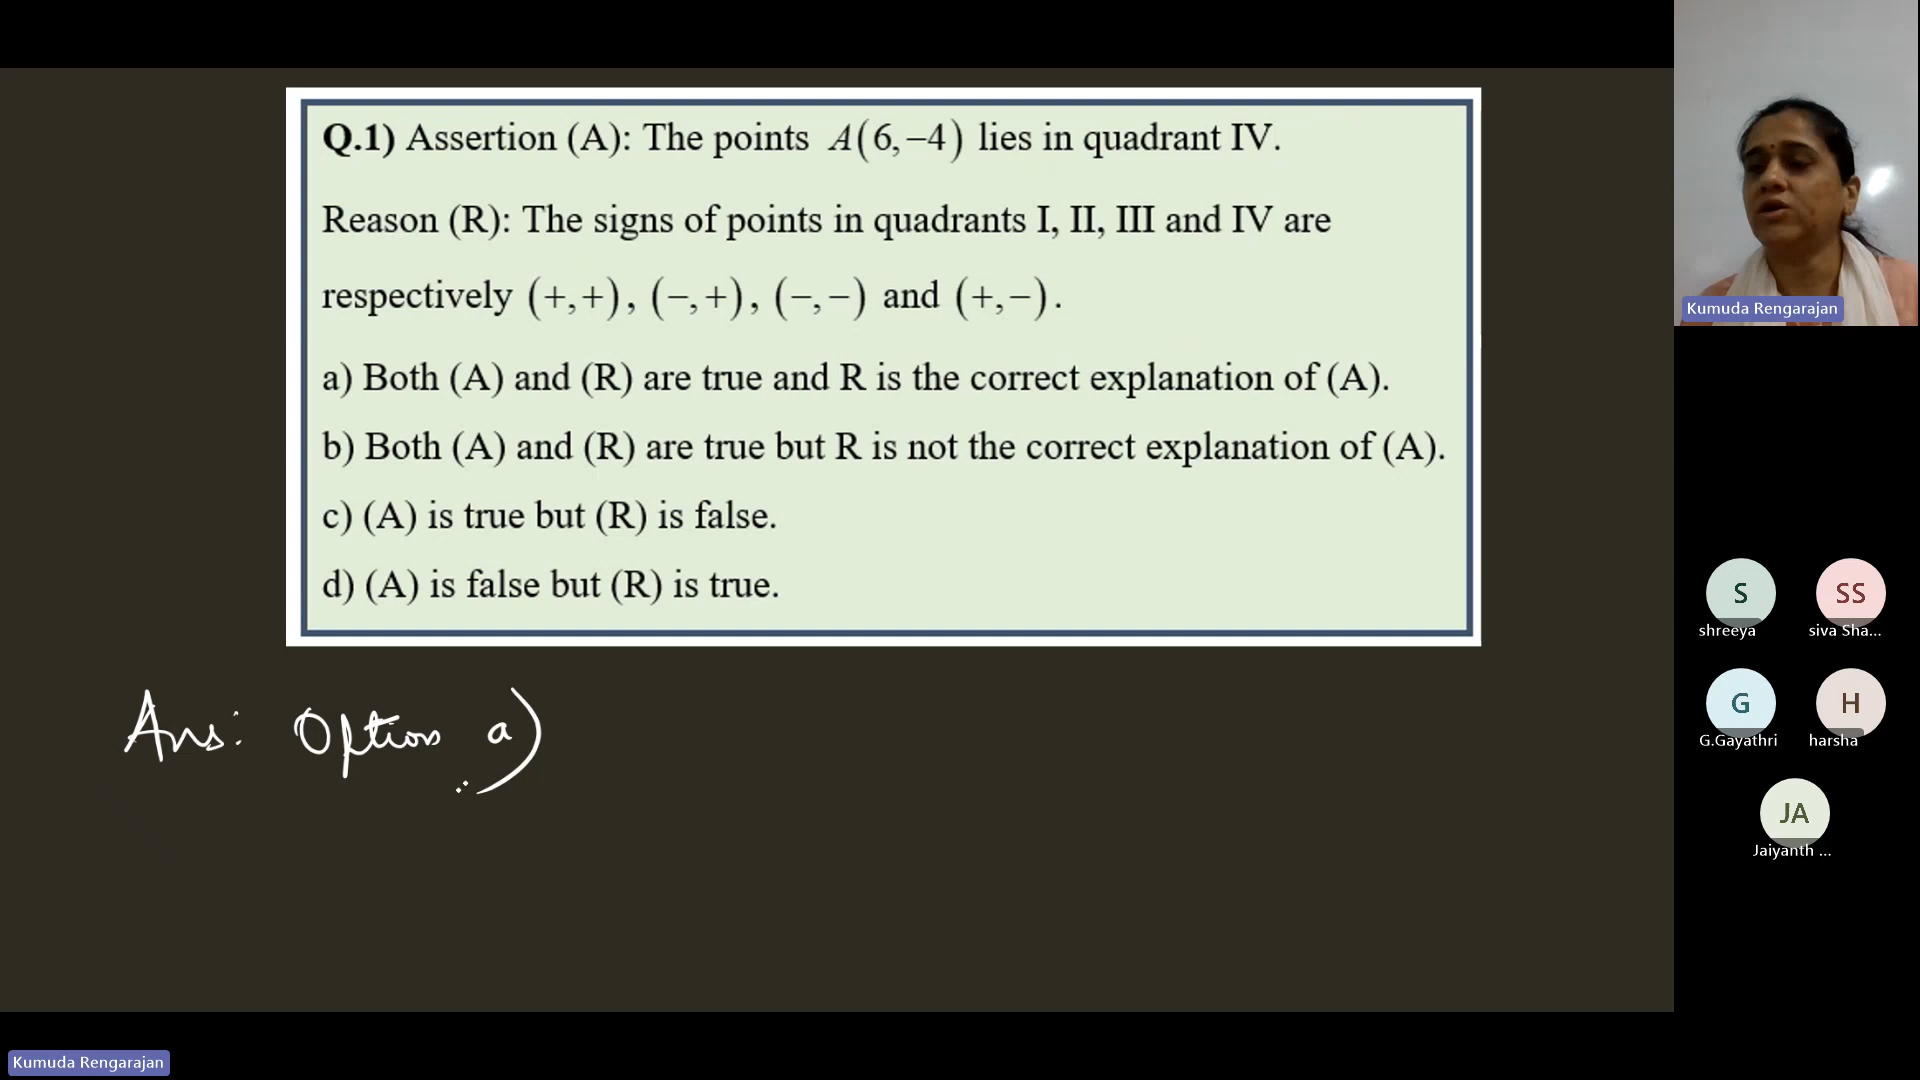 Q.1) Assertion (A): The points A(6,−4) lies in quadrant IV.
Reason (R): The signs of points in quadrants I, II, III and IV are
respectively (+,+), (−,+), (−,−) and (+,−).
a) Both (A) and (R) are true and R is the correct explanation of (A).
b) Both (A) and (R) are true but R is not the correct explanation of (A).
c) (A) is true but (R) is false.
d) (A) is false but (R) is true.
Ans: Option a)
Kumuda Rengarajan
S
SS
shreeya
siva Sha...
G
H
G.Gayathri
harsha
JA
Jaiyanth ...
Kumuda Rengarajan